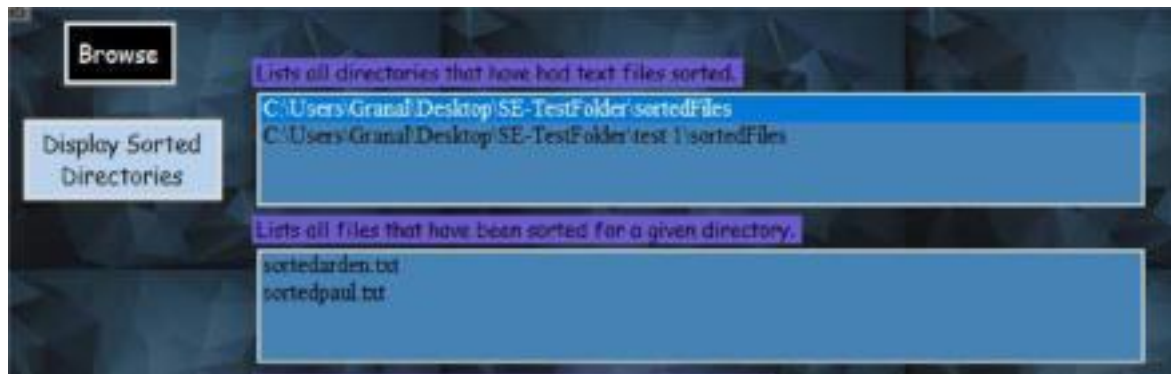 Browse
Lists all directories that have had text files sorted.
C:\Users\Granal\Desktop\SE-TestFolder\sortedFiles
C:\Users\Granal\Desktop\SE-TestFolder\test 1\sortedFiles
Display Sorted
Directories
Lists all files that have been sorted for a given directory.
sortedarden.txt
sortedpaul.txt